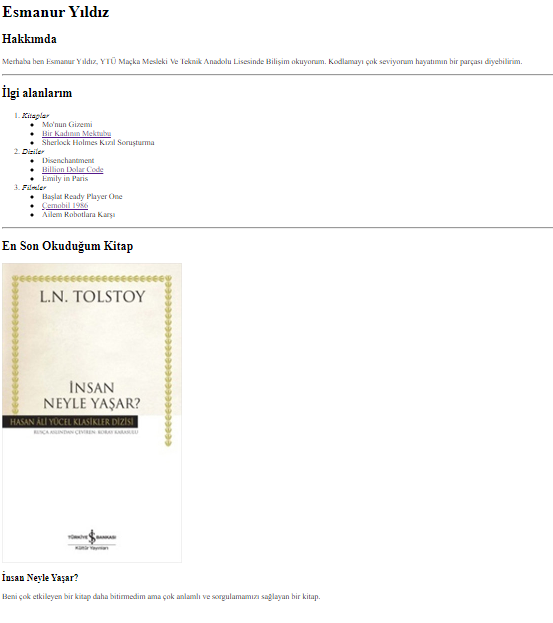 Esmanur Yıldız
Hakkımda
Merhaba ben Esmanur Yıldız, YTÜ Maçka Mesleki Ve Teknik Anadolu Lisesinde Bilişim okuyorum. Kodlamayı çok seviyorum hayatımın bir parçası diyebilirim.
İlgi alanlarım
1. Kitaplar
• Mo'nun Gizemi
• Bir Kadının Mektubu
• Sherlock Holmes Kızıl Soruşturma
2. Diziler
• Disenchantment
• Billion Dolar Code
• Emily in Paris
3. Filmler
• Başlat Ready Player One
• Çernobil 1986
• Ailem Robotlara Karşı
En Son Okuduğum Kitap
L.N. TOLSTOY
İNSAN
NEYLE YAŞAR?
HASAN ÂLİ YÜCEL KLASİKLER DİZİSİ
RUSÇA ASLINDAN ÇEVİREN:
TÜRKİYE İŞ BANKASI
Kültür Yayınları
İnsan Neyle Yaşar?
Beni çok etkileyen bir kitap daha bitirmedim ama çok anlamlı ve sorgulamamızı sağlayan bir kitap.